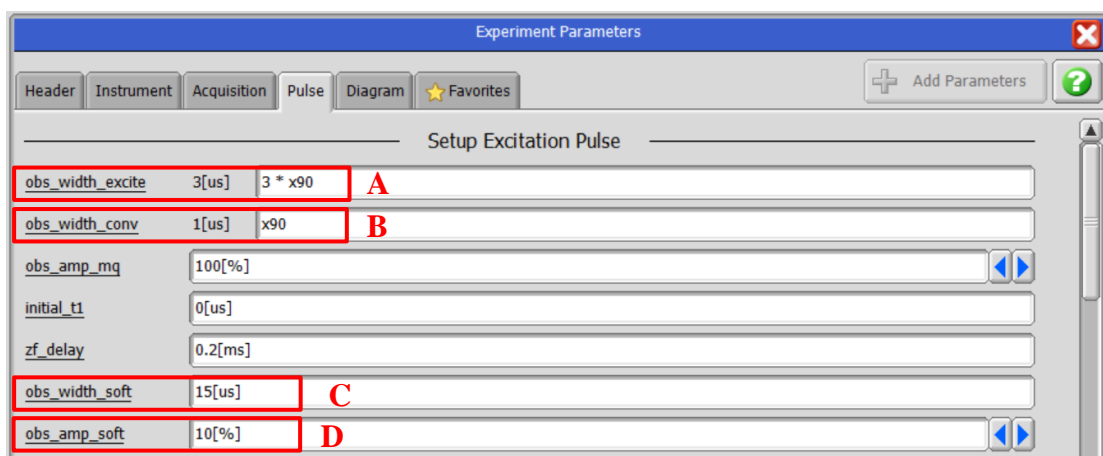 Experiment Parameters
Header Instrument Acquisition Pulse Diagram Favorites Add Parameters
Setup Excitation Pulse
obs_width_excite 3[us] 3 * x90 A
obs_width_conv 1[us] x90 B
obs_amp_mq 100[%]
initial_t1 0[us]
zf_delay 0.2[ms]
obs_width_soft 15[us] C
obs_amp_soft 10[%] D